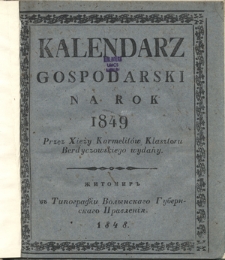 KALENDARZ
GOSPODARSKI
NA ROK
1849
Przez Xięży Karmelitów Klasztoru
Berdyczowskiego wydany.
ЖИТОМИРЪ
въ Типографіи Волынскаго Губерн-
скаго Правленія.
1848.